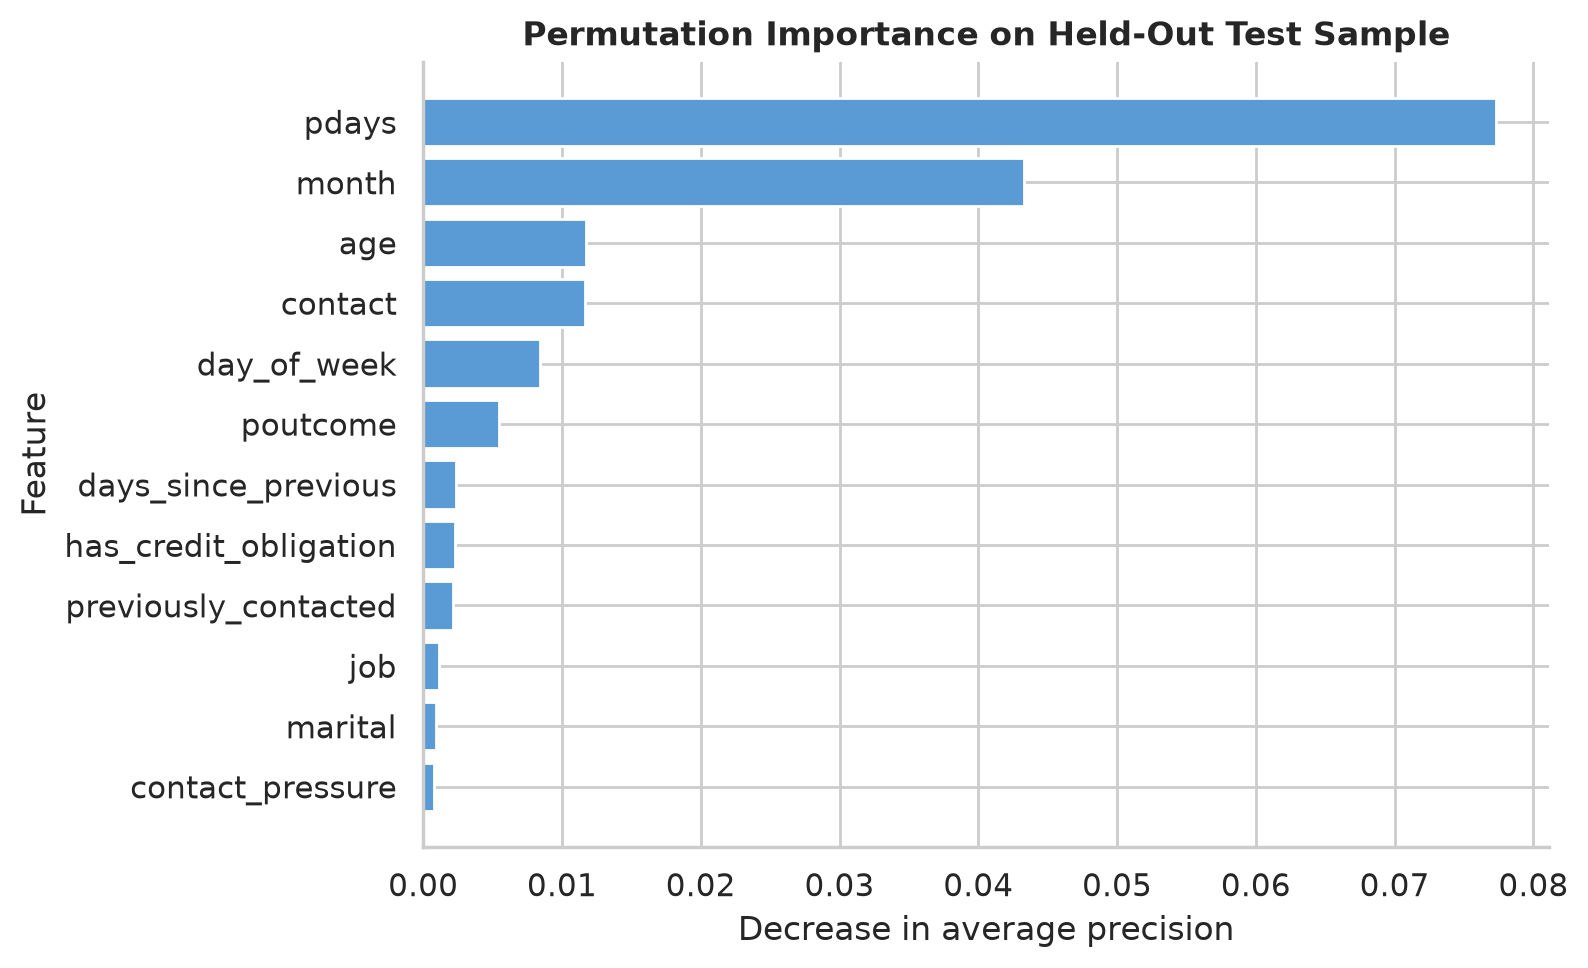 Permutation Importance on Held-Out Test Sample
Feature
pdays
month
age
contact
day_of_week
poutcome
days_since_previous
has_credit_obligation
previously_contacted
job
marital
contact_pressure
0.00 0.01 0.02 0.03 0.04 0.05 0.06 0.07 0.08
Decrease in average precision